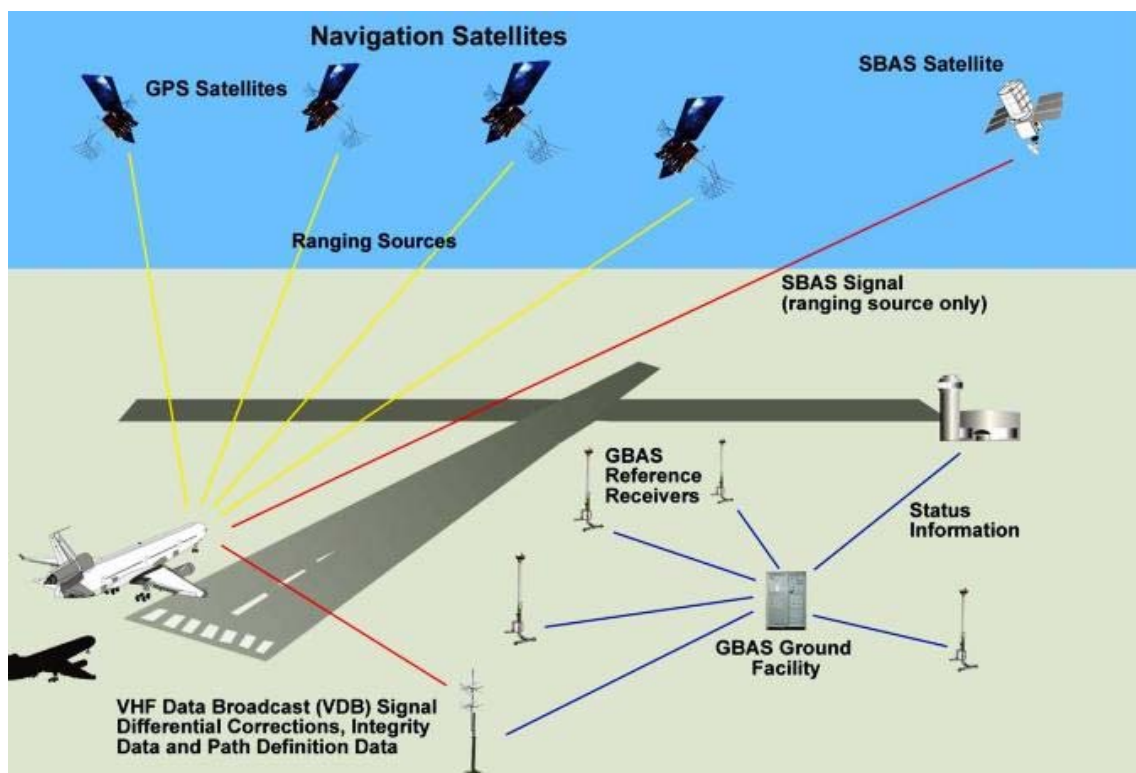 Navigation Satellites
GPS Satellites
SBAS Satellite
Ranging Sources
SBAS Signal
(ranging source only)
GBAS
Reference
Receivers
Status
Information
GBAS Ground
Facility
VHF Data Broadcast (VDB) Signal
Differential Corrections, Integrity
Data and Path Definition Data